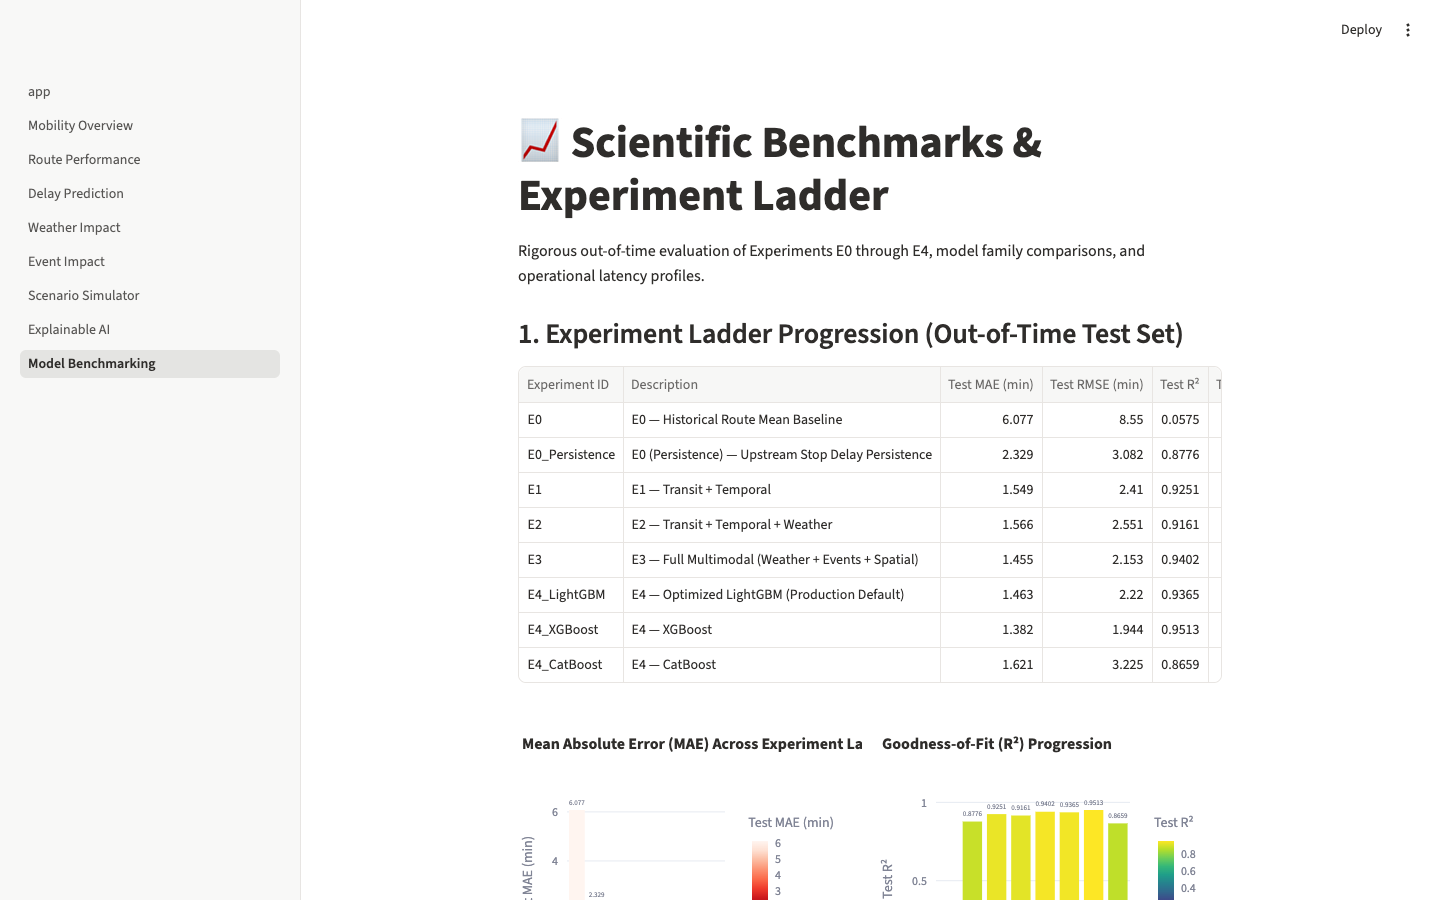 Deploy
app
Mobility Overview
Route Performance
Delay Prediction
Weather Impact
Event Impact
Scenario Simulator
Explainable AI
Model Benchmarking
📈 Scientific Benchmarks &
Experiment Ladder
Rigorous out-of-time evaluation of Experiments E0 through E4, model family comparisons, and
operational latency profiles.
1. Experiment Ladder Progression (Out-of-Time Test Set)
Experiment ID Description Test MAE (min) Test RMSE (min) Test R² T
E0 E0 — Historical Route Mean Baseline 6.077 8.55 0.0575
E0_Persistence E0 (Persistence) — Upstream Stop Delay Persistence 2.329 3.082 0.8776
E1 E1 — Transit + Temporal 1.549 2.41 0.9251
E2 E2 — Transit + Temporal + Weather 1.566 2.551 0.9161
E3 E3 — Full Multimodal (Weather + Events + Spatial) 1.455 2.153 0.9402
E4_LightGBM E4 — Optimized LightGBM (Production Default) 1.463 2.22 0.9365
E4_XGBoost E4 — XGBoost 1.382 1.944 0.9513
E4_CatBoost E4 — CatBoost 1.621 3.225 0.8659
Mean Absolute Error (MAE) Across Experiment La
6.077
6
4
2.329
MAE (min)
Test MAE (min)
6
5
4
3
Goodness-of-Fit (R²) Progression
1
0.5
0.8776 0.9251 0.9161 0.9402 0.9365 0.9513 0.8659
Test R²
Test R²
0.8
0.6
0.4